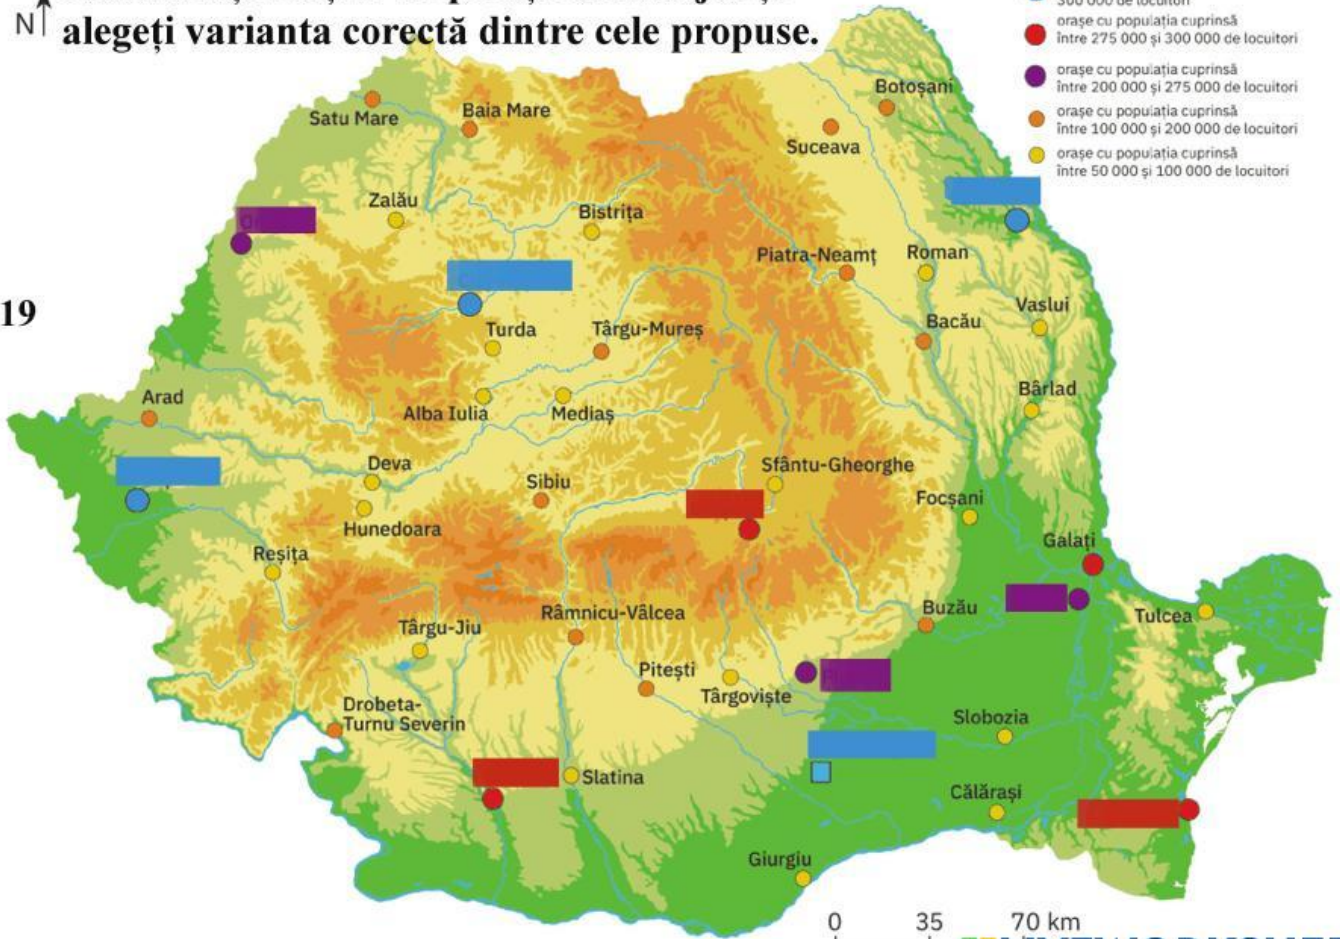 N
alegeți varianta corectă dintre cele propuse.
300 000 de locuitori
orașe cu populația cuprinsă
între 275 000 și 300 000 de locuitori
orașe cu populația cuprinsă
între 200 000 și 275 000 de locuitori
orașe cu populația cuprinsă
între 100 000 și 200 000 de locuitori
orașe cu populația cuprinsă
între 50 000 și 100 000 de locuitori
Botoșani
Satu Mare
Baia Mare
Suceava
Zalău
Bistrița
Piatra-Neamț
Roman
19
Vaslui
Turda
Târgu-Mureș
Bacău
Arad
Alba Iulia
Mediaș
Bârlad
Deva
Sibiu
Sfântu-Gheorghe
Hunedoara
Focșani
Reșița
Galați
Târgu-Jiu
Râmnicu-Vâlcea
Buzău
Tulcea
Pitești
Târgoviște
Drobeta-
Turnu Severin
Slobozia
Slatina
Călărași
Giurgiu
0 35 70 km